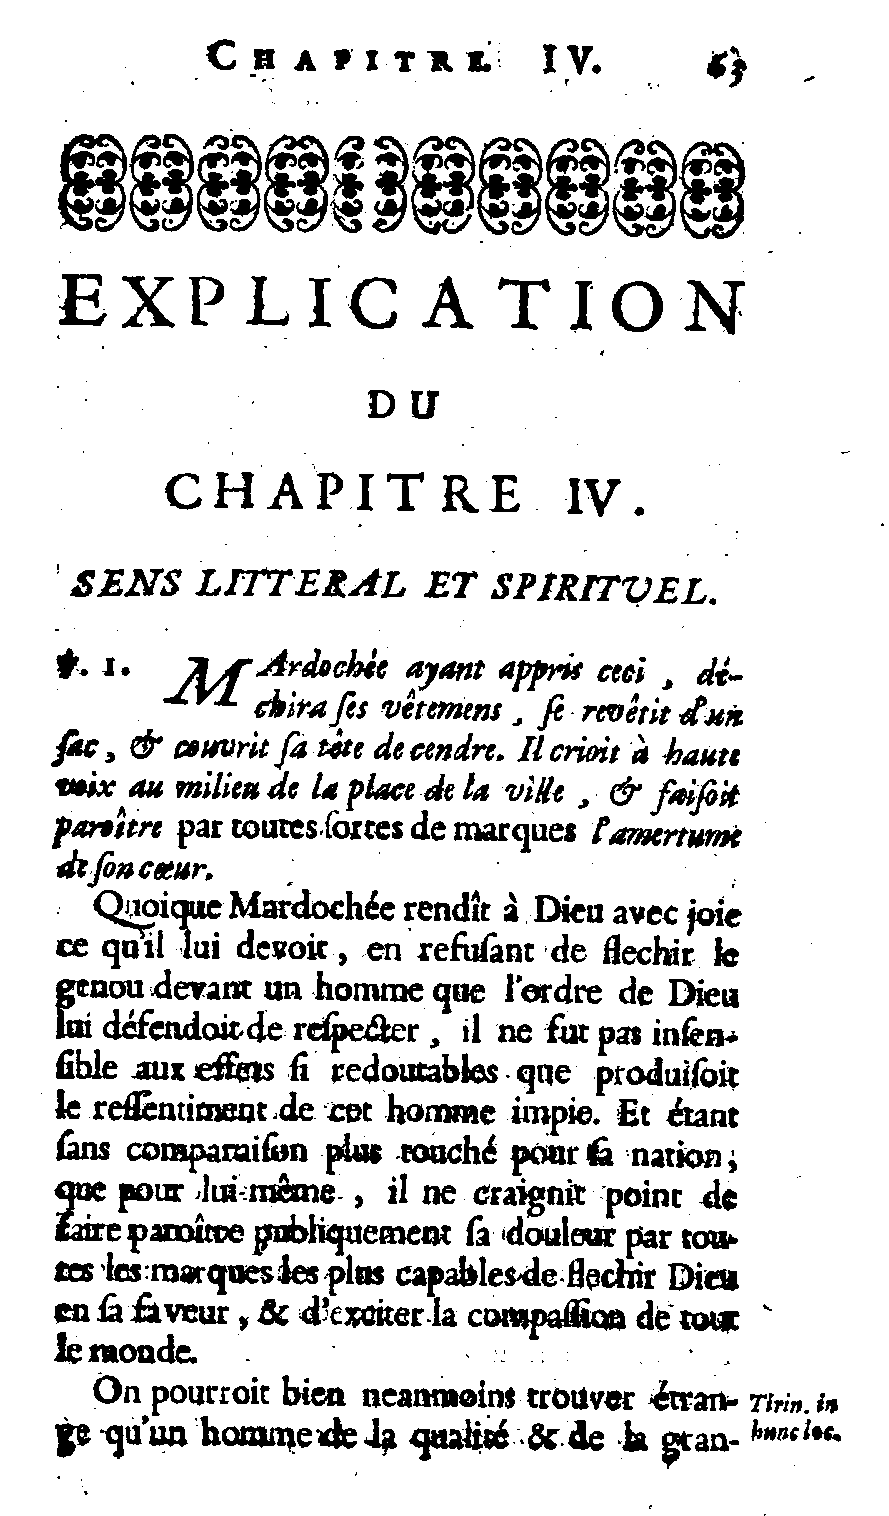 CHAPITRE IV. 63
EXPLICATION
DU
CHAPITRE IV.
SENS LITTERAL ET SPIRITUEL.
℣. 1. MArdochée ayant appris ceci, dé-
chira ſes vêtemens, ſe revêtit d'un
ſac, & couvrit ſa tête de cendre. Il crioit à haute
voix au milieu de la place de la ville, & faiſoit
paroître par toutes ſortes de marques l'amertume
de ſon cœur.
Quoique Mardochée rendît à Dieu avec joie
ce qu'il lui devoit, en refuſant de flechir le
genou devant un homme que l'ordre de Dieu
lui défendoit de reſpecter, il ne fut pas inſen-
ſible aux effets ſi redoutables que produiſoit
le reſſentiment de cet homme impie. Et étant
ſans comparaiſon plus touché pour ſa nation,
que pour lui-même, il ne craignit point de
faire paroître publiquement ſa douleur par tou-
tes les marques les plus capables de flechir Dieu
en ſa faveur, & d'exciter la compaſſion de tout
le monde.
On pourroit bien neanmoins trouver étran-
ge qu'un homme de la qualité & de la gran-
Tirin. in
hunc loc.